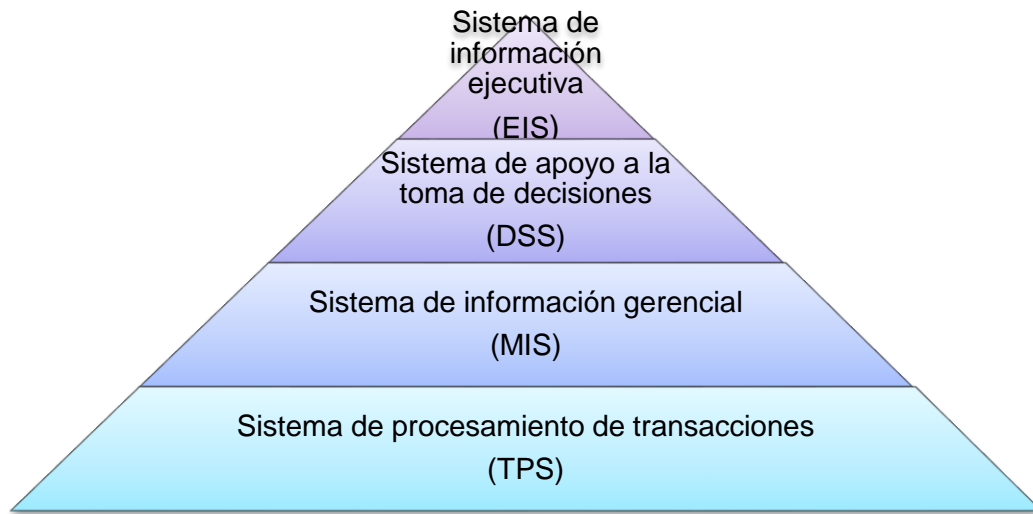 Sistema de
información
ejecutiva
(EIS)
Sistema de apoyo a la
toma de decisiones
(DSS)
Sistema de información gerencial
(MIS)
Sistema de procesamiento de transacciones
(TPS)